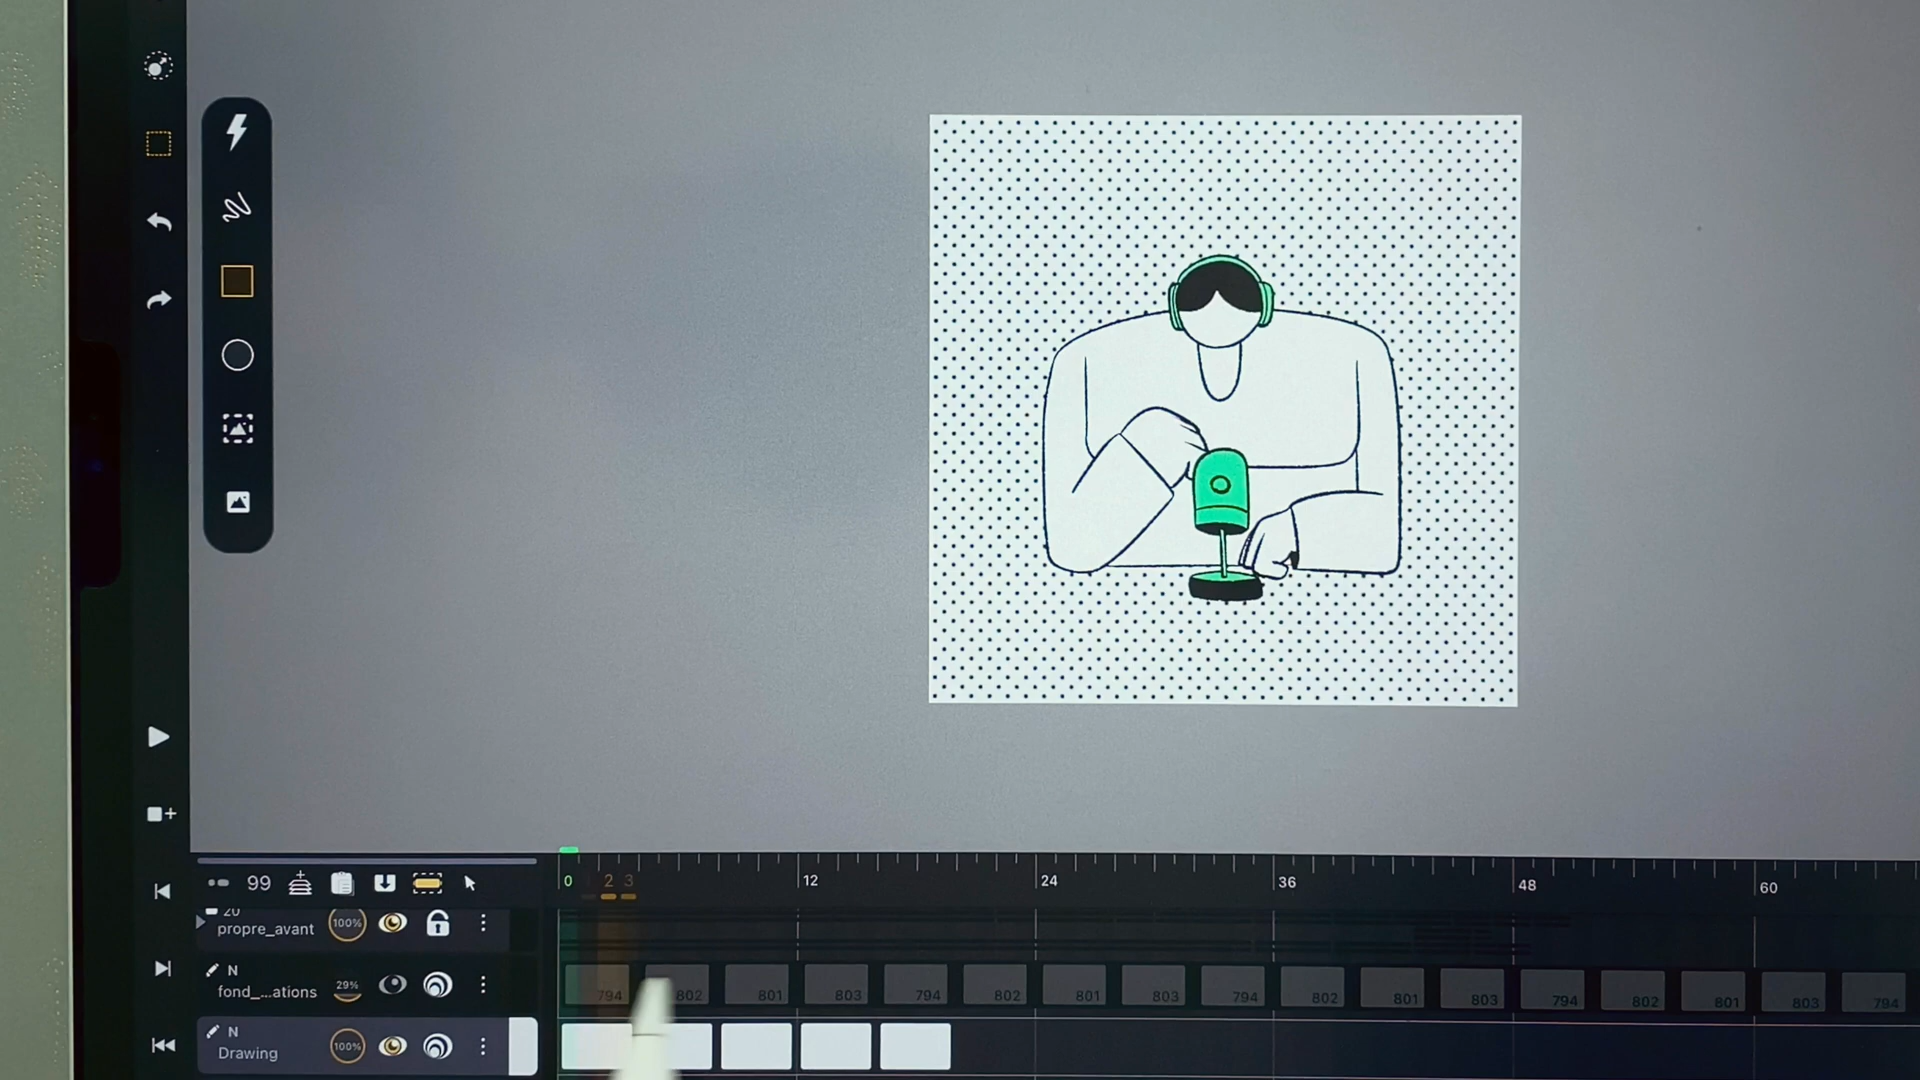 99
0 2 3 12 24 36 48 60
20
propre_avant 100%
N
fond_...ations 29%
794 802 801 803 794 802 801 803 794 802 801 803 794 802 801 803 794
N
Drawing 100%